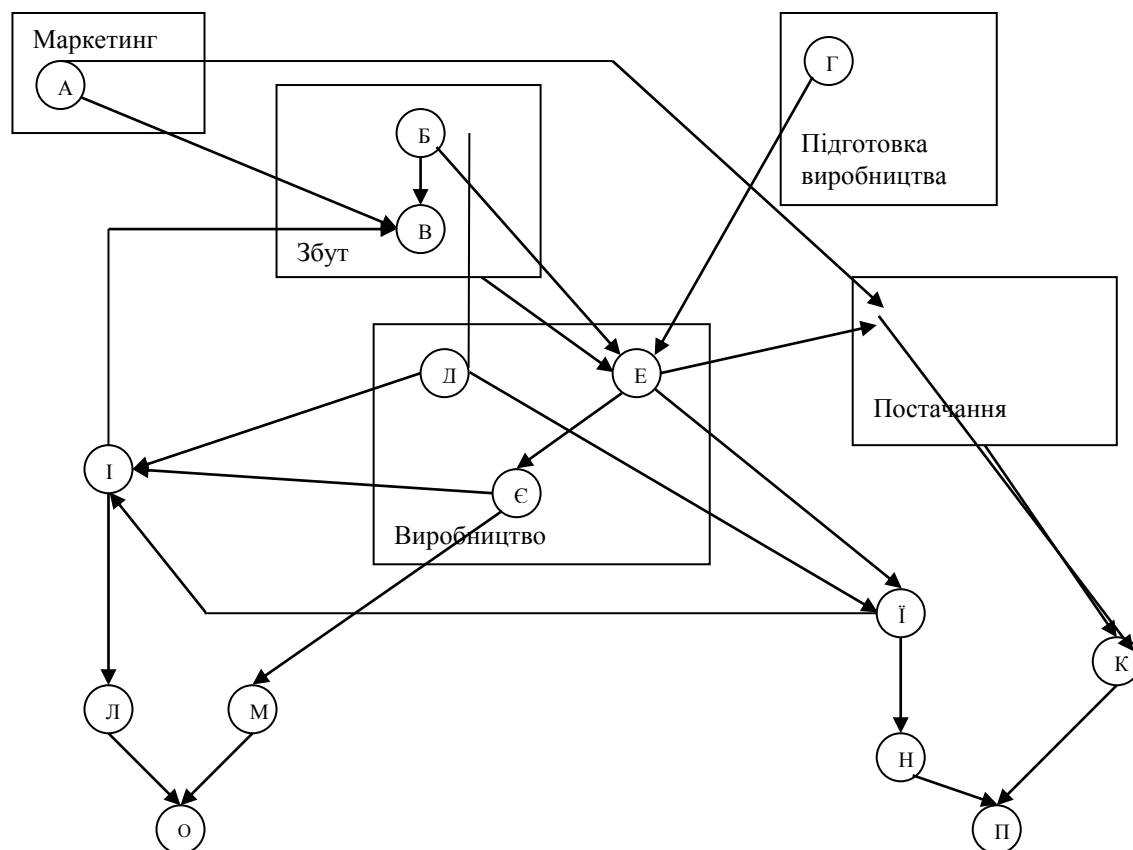 Маркетинг
А
Г
Б
Підготовка
виробництва
В
Збут
Д
Е
Постачання
І
Є
Виробництво
Ї
К
Л
М
Н
О
П